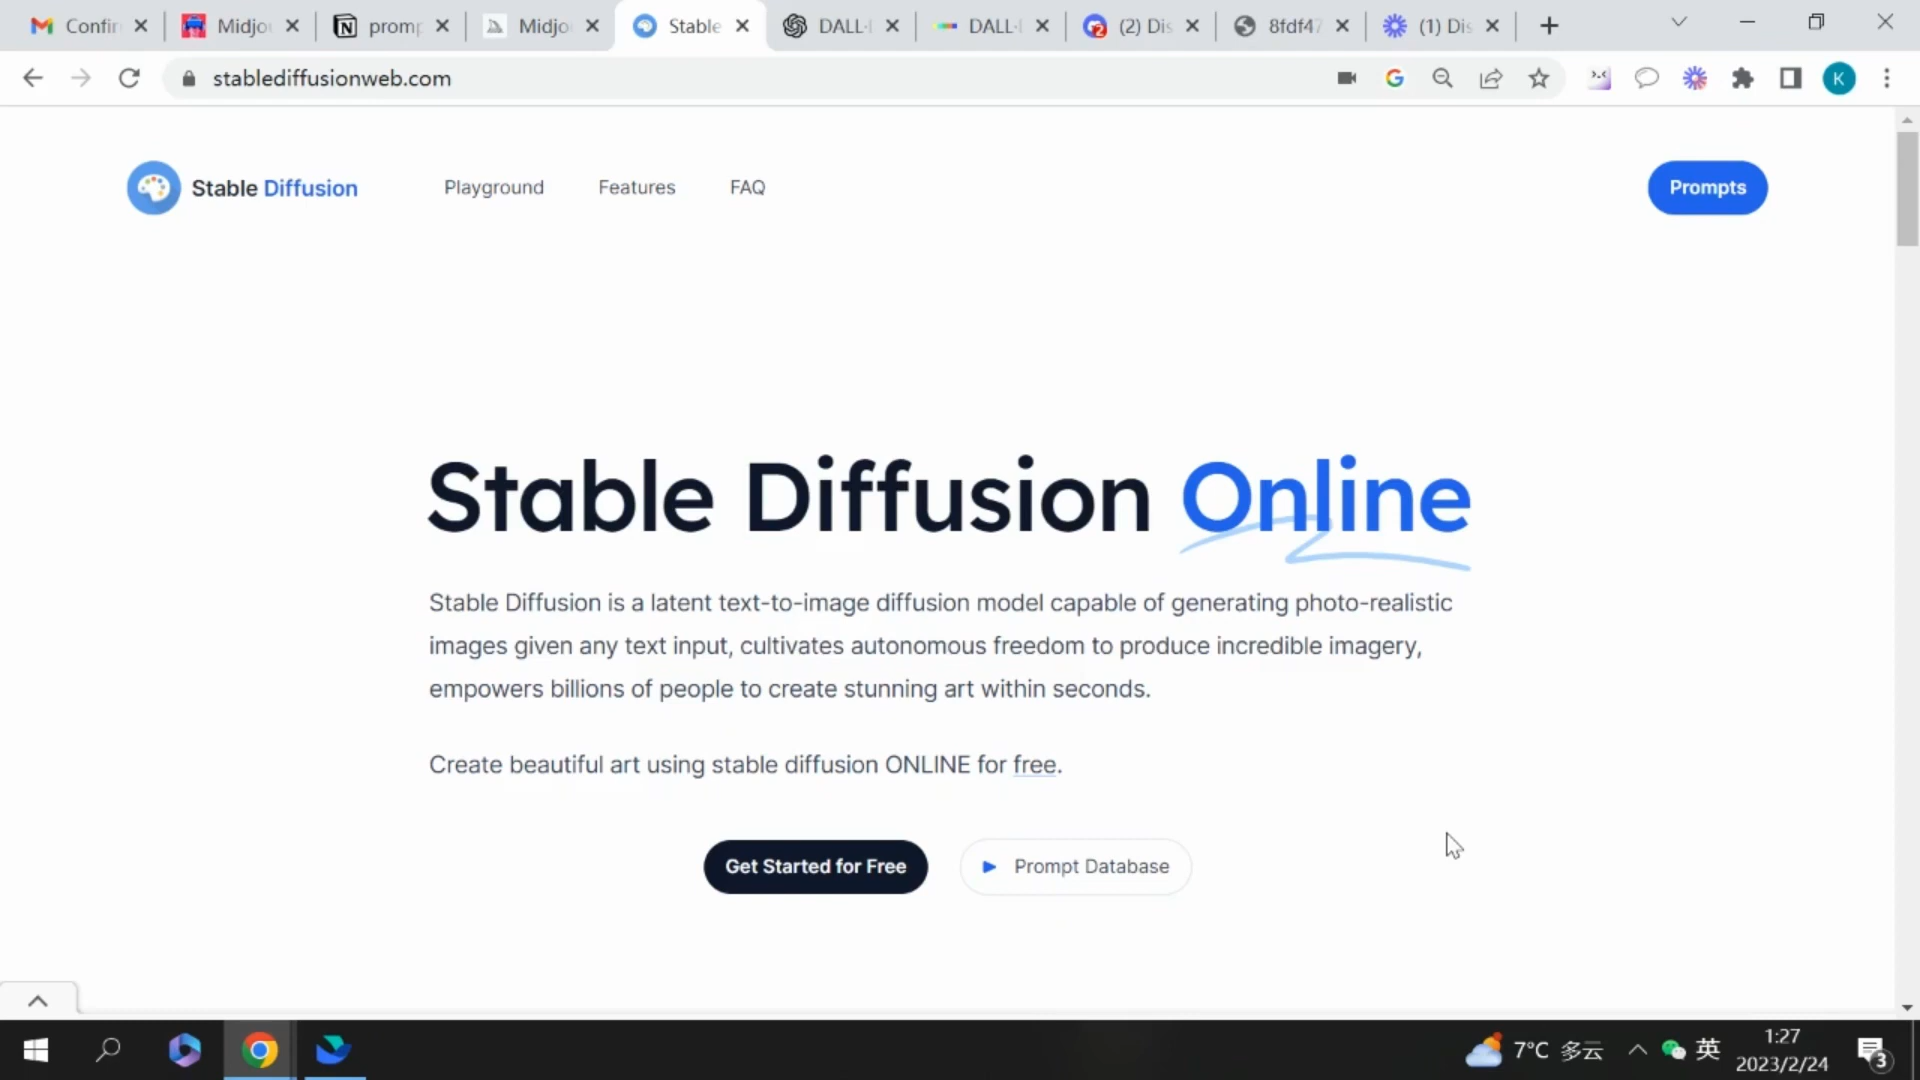 Confir Midjo promp Midjo Stable DALL·I DALL·I (2) Dis 8fdf47 (1) Dis
stablediffusionweb.com K
Stable Diffusion Playground Features FAQ Prompts
Stable Diffusion Online
Stable Diffusion is a latent text-to-image diffusion model capable of generating photo-realistic
images given any text input, cultivates autonomous freedom to produce incredible imagery,
empowers billions of people to create stunning art within seconds.
Create beautiful art using stable diffusion ONLINE for free.
Get Started for Free Prompt Database
7°C 多云 英 1:27
2023/2/24 3